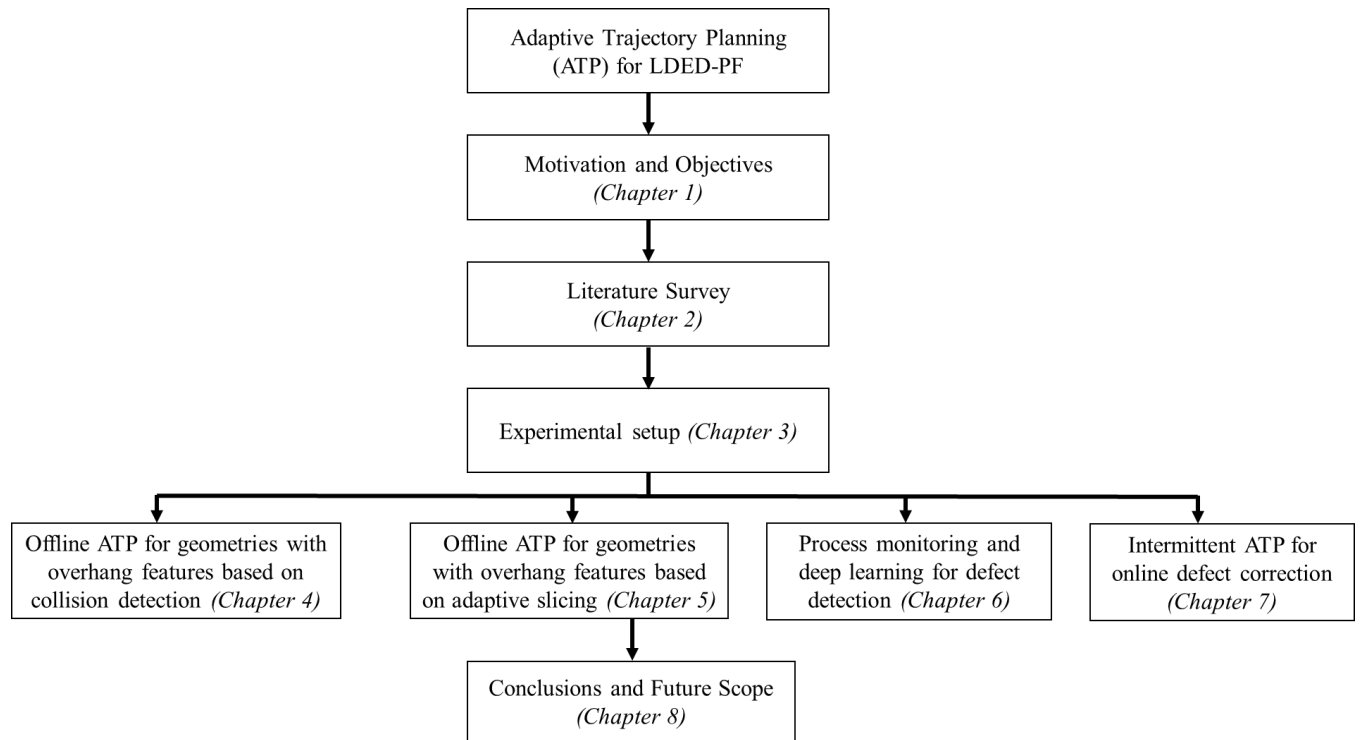 Adaptive Trajectory Planning
(ATP) for LDED-PF
Motivation and Objectives
(Chapter 1)
Literature Survey
(Chapter 2)
Experimental setup (Chapter 3)
Offline ATP for geometries with
overhang features based on
collision detection (Chapter 4)
Offline ATP for geometries
with overhang features based
on adaptive slicing (Chapter 5)
Process monitoring and
deep learning for defect
detection (Chapter 6)
Intermittent ATP for
online defect correction
(Chapter 7)
Conclusions and Future Scope
(Chapter 8)